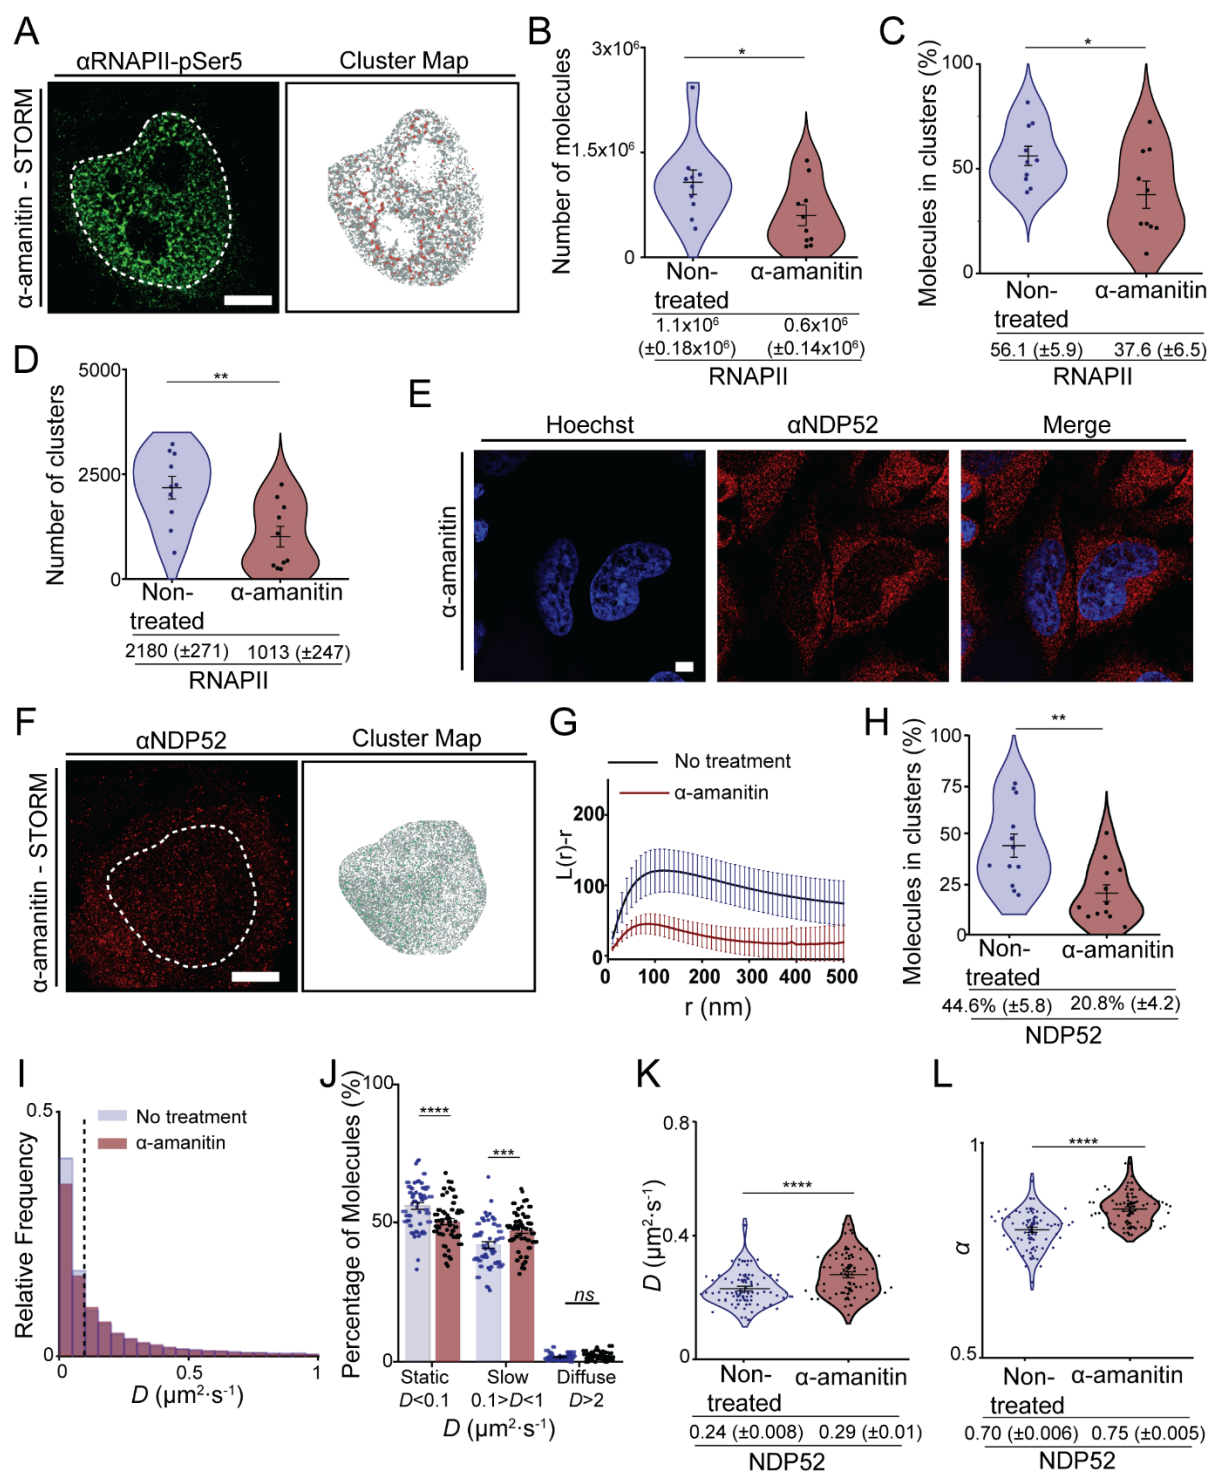 A
αRNAPII-pSer5
Cluster Map
α-amanitin - STORM
B
Number of molecules
3x10⁶
1.5x10⁶
0
*
Non-
treated
α-amanitin
1.1x10⁶
(±0.18x10⁶)
0.6x10⁶
(±0.14x10⁶)
RNAPII
C
Molecules in clusters (%)
100
50
0
*
Non-
treated
α-amanitin
56.1 (±5.9)
37.6 (±6.5)
RNAPII
D
Number of clusters
5000
2500
0
**
Non-
treated
α-amanitin
2180 (±271)
1013 (±247)
RNAPII
E
Hoechst
αNDP52
Merge
α-amanitin
F
αNDP52
Cluster Map
α-amanitin - STORM
G
No treatment
α-amanitin
L(r)-r
200
100
0
0 100 200 300 400 500
r (nm)
H
Molecules in clusters (%)
100
75
50
25
0
**
Non-
treated
α-amanitin
44.6% (±5.8)
20.8% (±4.2)
NDP52
I
Relative Frequency
0.5
0
No treatment
α-amanitin
0 0.5 1
D (µm²·s⁻¹)
J
Percentage of Molecules (%)
100
50
0
****
***
ns
Static
D<0.1
Slow
0.1>D<1
Diffuse
D>2
D (µm²·s⁻¹)
K
D (µm²·s⁻¹)
0.8
0.4
0
****
Non-
treated
α-amanitin
0.24 (±0.008)
0.29 (±0.01)
NDP52
L
α
1
0.5
****
Non-
treated
α-amanitin
0.70 (±0.006)
0.75 (±0.005)
NDP52